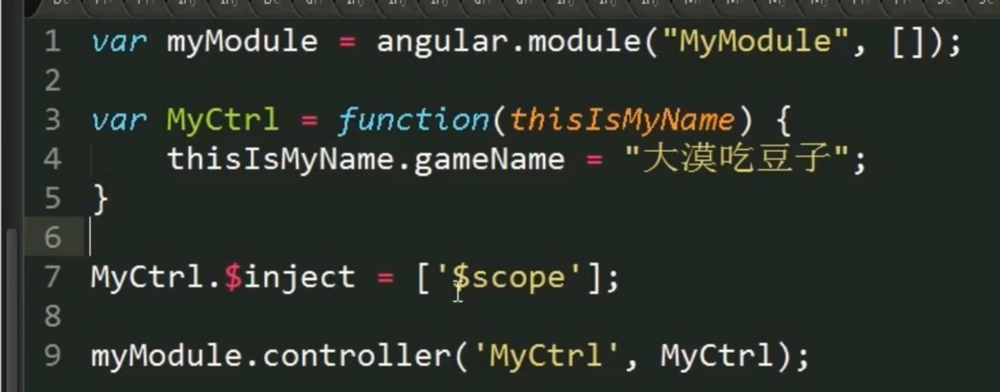 1 var myModule = angular.module("MyModule", []);
2
3 var MyCtrl = function(thisIsMyName) {
4     thisIsMyName.gameName = "大漠吃豆子";
5 }
6
7 MyCtrl.$inject = ['$scope'];
8
9 myModule.controller('MyCtrl', MyCtrl);